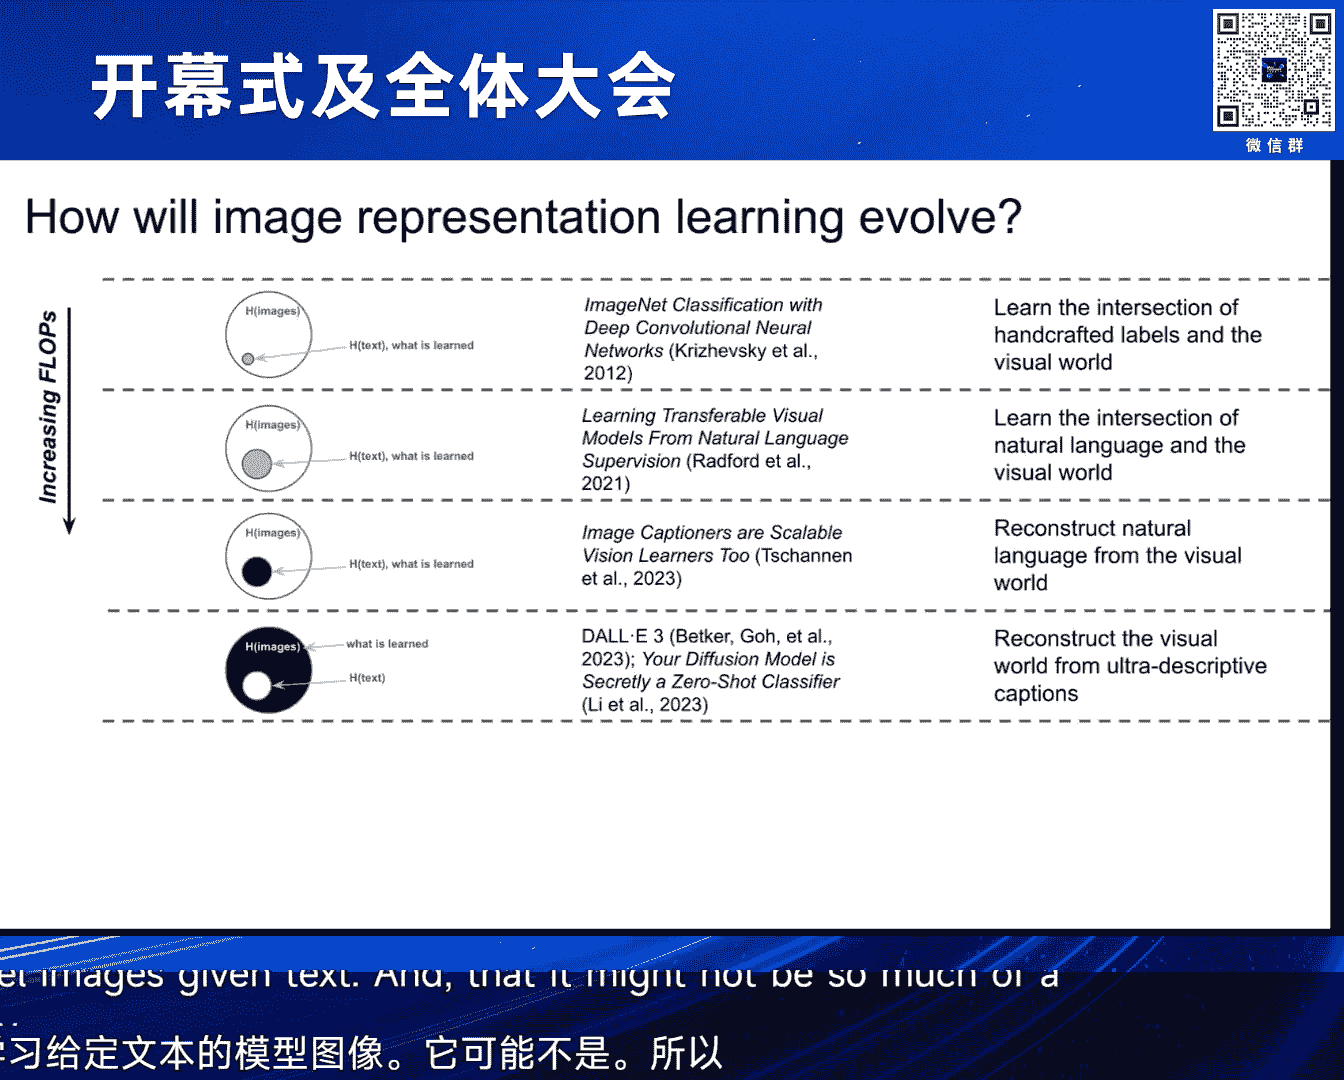 开幕式及全体大会
微信群
How will image representation learning evolve?
Increasing FLOPs
H(images)
H(text), what is learned
ImageNet Classification with
Deep Convolutional Neural
Networks (Krizhevsky et al.,
2012)
Learn the intersection of
handcrafted labels and the
visual world
H(images)
H(text), what is learned
Learning Transferable Visual
Models From Natural Language
Supervision (Radford et al.,
2021)
Learn the intersection of
natural language and the
visual world
H(images)
H(text), what is learned
Image Captioners are Scalable
Vision Learners Too (Tschannen
et al., 2023)
Reconstruct natural
language from the visual
world
H(images)
what is learned
H(text)
DALL·E 3 (Betker, Goh, et al.,
2023); Your Diffusion Model is
Secretly a Zero-Shot Classifier
(Li et al., 2023)
Reconstruct the visual
world from ultra-descriptive
captions
images given text. And, that it might not be so much of a
习给定文本的模型图像。它可能不是。所以